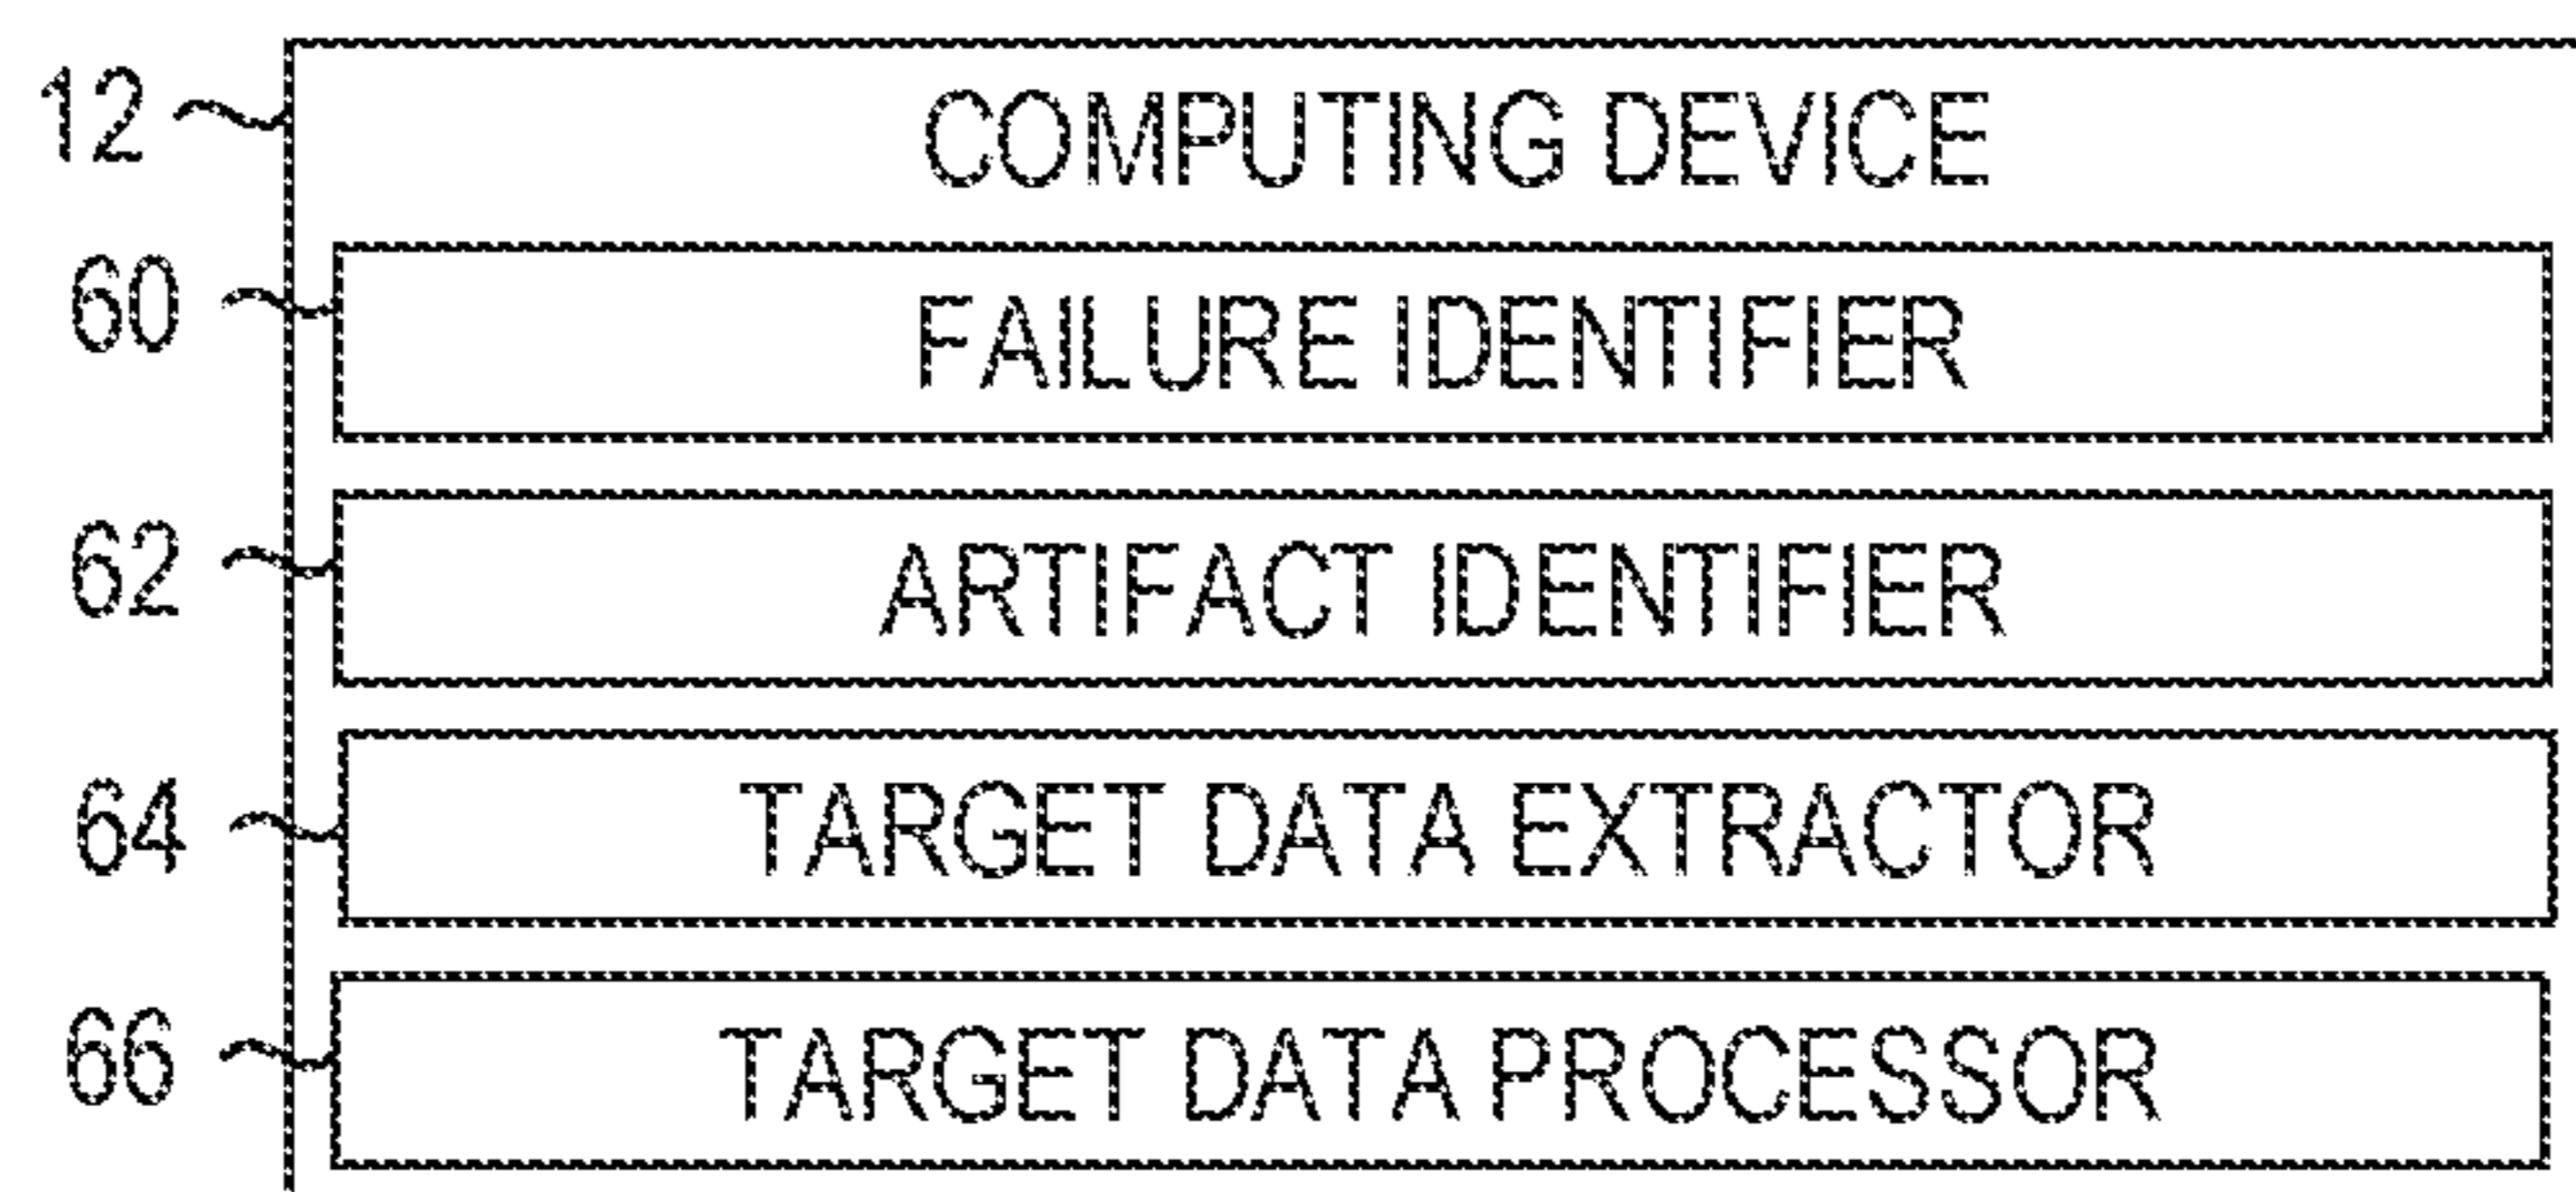 12 COMPUTING DEVICE
60 FAILURE IDENTIFIER
62 ARTIFACT IDENTIFIER
64 TARGET DATA EXTRACTOR
66 TARGET DATA PROCESSOR